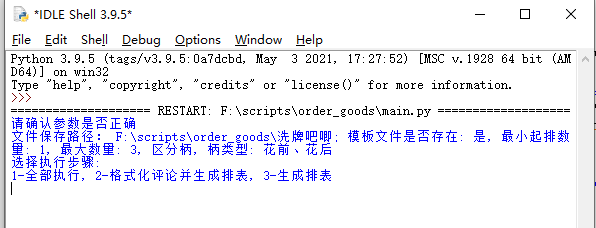 *IDLE Shell 3.9.5*
File Edit Shell Debug Options Window Help
Python 3.9.5 (tags/v3.9.5:0a7dcbd, May  3 2021, 17:27:52) [MSC v.1928 64 bit (AM
D64)] on win32
Type "help", "copyright", "credits" or "license()" for more information.
>>>
=================== RESTART: F:\scripts\order_goods\main.py ===================
请确认参数是否正确
文件保存路径: F:\scripts\order_goods\洗牌吧唧; 模板文件是否存在: 是, 最小起排数
量: 1, 最大数量: 3, 区分柄, 柄类型: 花前、花后
选择执行步骤:
1-全部执行, 2-格式化评论并生成排表, 3-生成排表